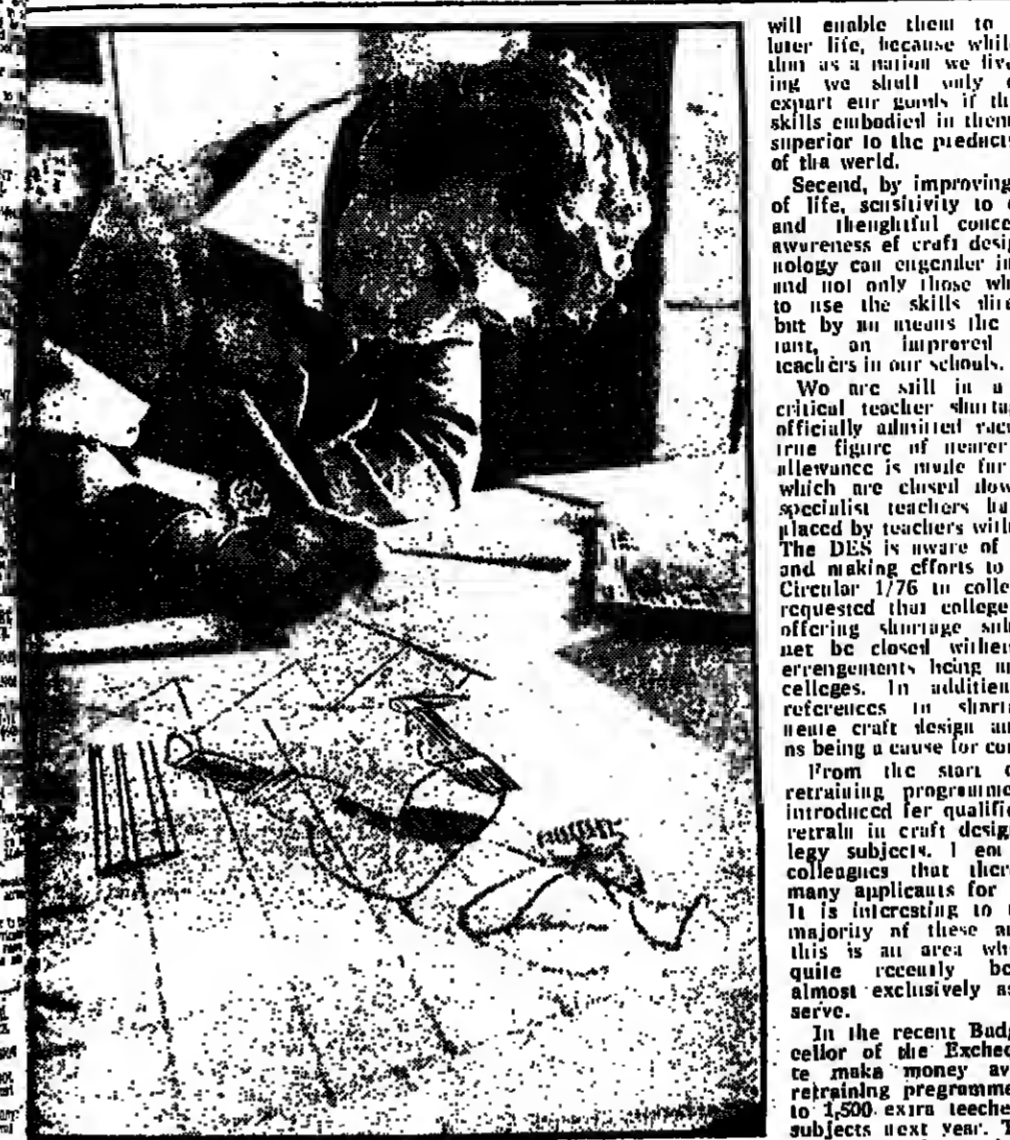 will enable them to
later life, because while
that as a nation we live
ing we shall only
export our goods if the
skills embodied in them
superior to the products
of the world.
Second, by improving
of life, sensitivity to
and thoughtful conce
awareness of craft desig
nology can engender in
and not only those wh
to use the skills dire
but by no means the
tant, an improved
teachers in our schools.
We are still in a
critical teacher shortag
officially admitted vac
true figure of nearer
allowance is made for
which are closed dow
specialist teachers ha
placed by teachers with
The DES is aware of
and making efforts to
Circular 1/76 to colle
requested that college
offering shortage sub
not be closed withou
arrangements being m
colleges. In addition
references to shorta
name craft design an
as being a cause for con
From the start o
retraining programme
introduced for qualifie
retrain in craft design
logy subjects. I
colleagues that there
many applicants for
It is interesting to
majority of these a
this is an area wh
quite recently be
almost exclusively as
serve.
In the recent Budg
cellor of the Exchec
to make money av
retraining programme
to 1,500 extra teache
subjects next year. T